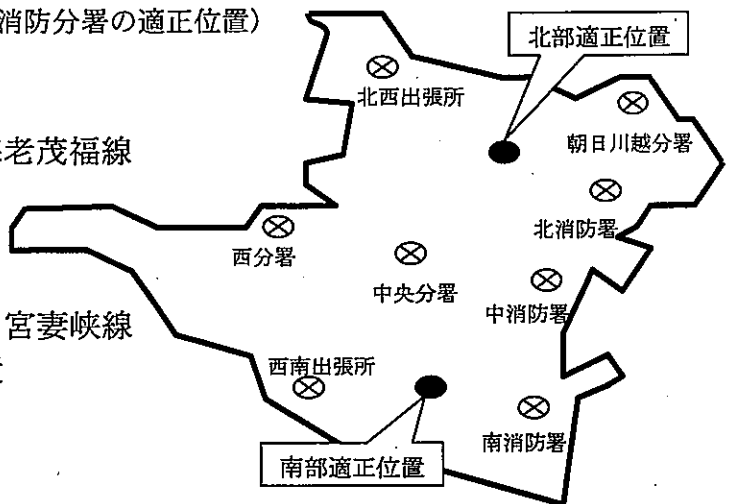 消防分署の適正位置)
北部適正位置
北西出張所
朝日川越分署
老茂福線
北消防署
西分署
中央分署
中消防署
宮妻峡線
西南出張所
南消防署
南部適正位置